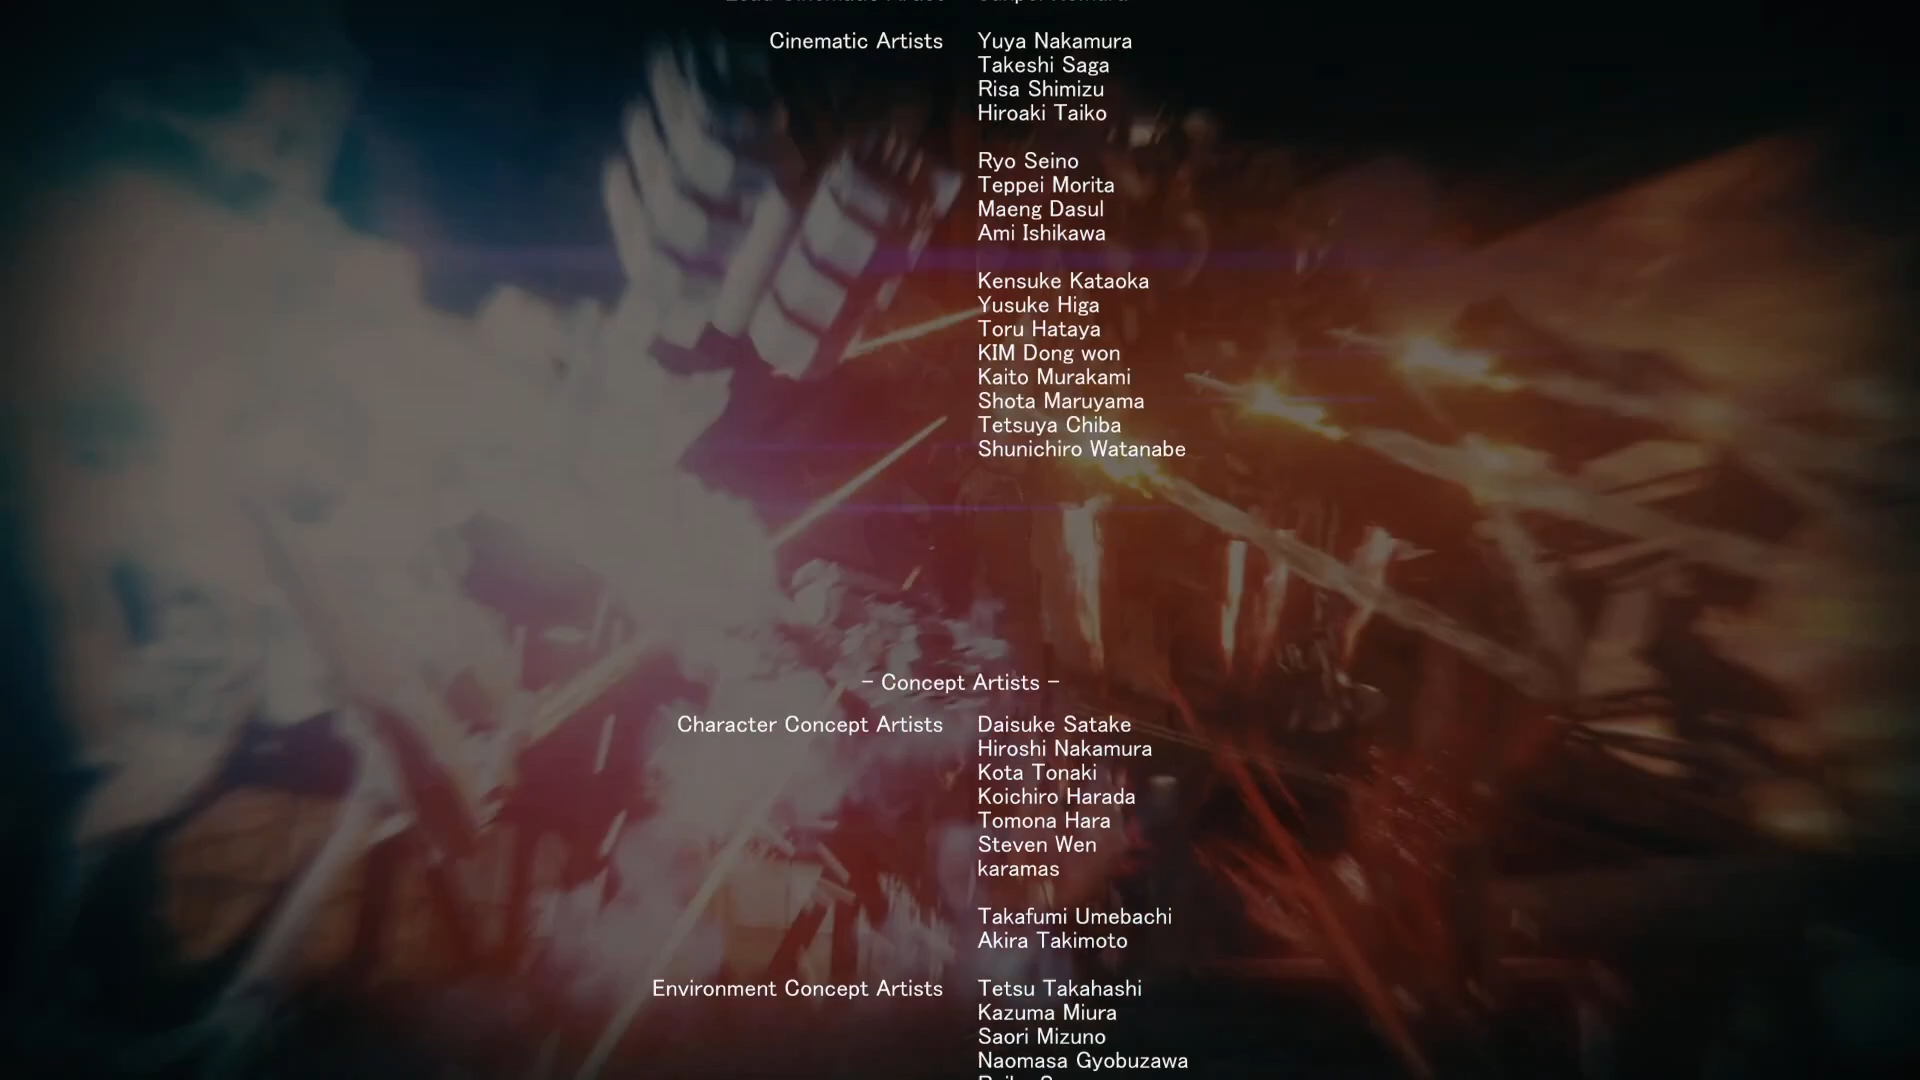 Cinematic Artists Yuya Nakamura
Takeshi Saga
Risa Shimizu
Hiroaki Taiko
Ryo Seino
Teppei Morita
Maeng Dasul
Ami Ishikawa
Kensuke Kataoka
Yusuke Higa
Toru Hataya
KIM Dong won
Kaito Murakami
Shota Maruyama
Tetsuya Chiba
Shunichiro Watanabe
- Concept Artists -
Character Concept Artists Daisuke Satake
Hiroshi Nakamura
Kota Tonaki
Koichiro Harada
Tomona Hara
Steven Wen
karamas
Takafumi Umebachi
Akira Takimoto
Environment Concept Artists Tetsu Takahashi
Kazuma Miura
Saori Mizuno
Naomasa Gyobuzawa